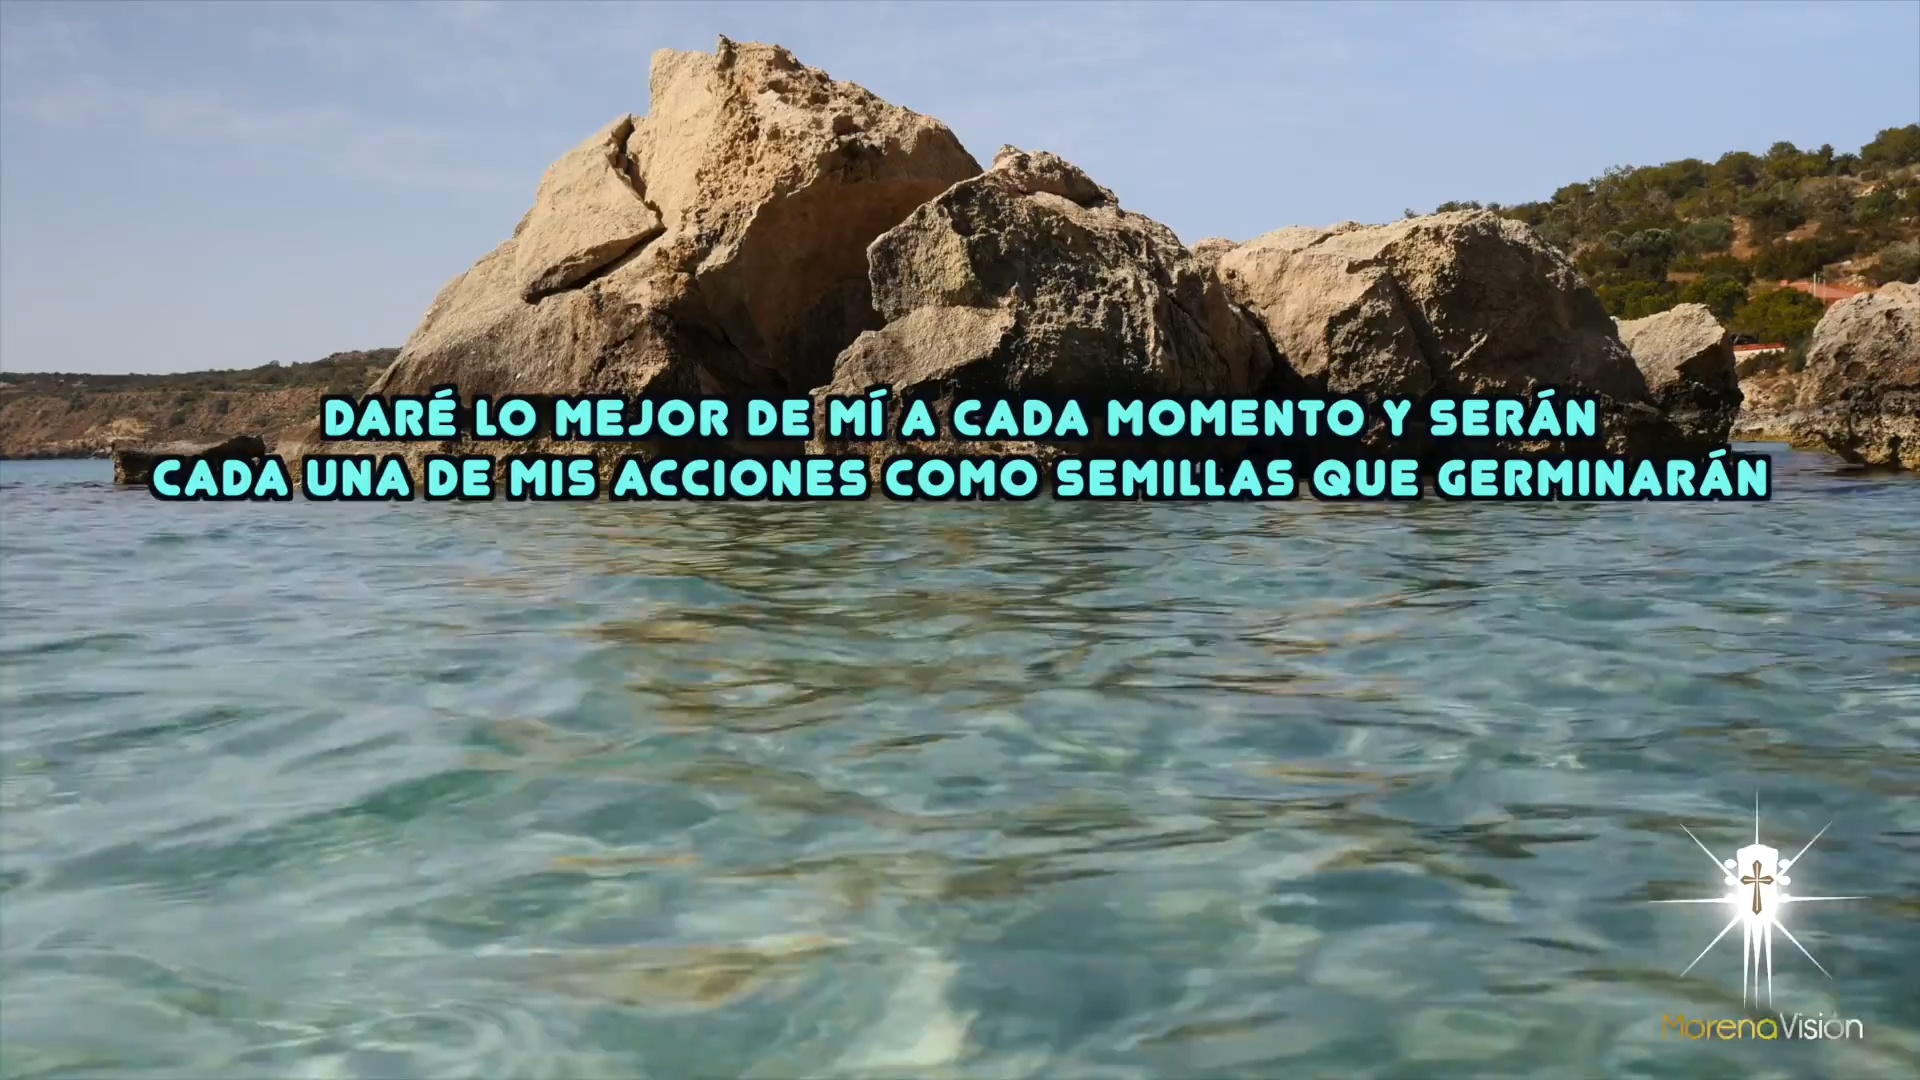 DARÉ LO MEJOR DE MÍ A CADA MOMENTO Y SERÁN
CADA UNA DE MIS ACCIONES COMO SEMILLAS QUE GERMINARÁN
MorenaVisión